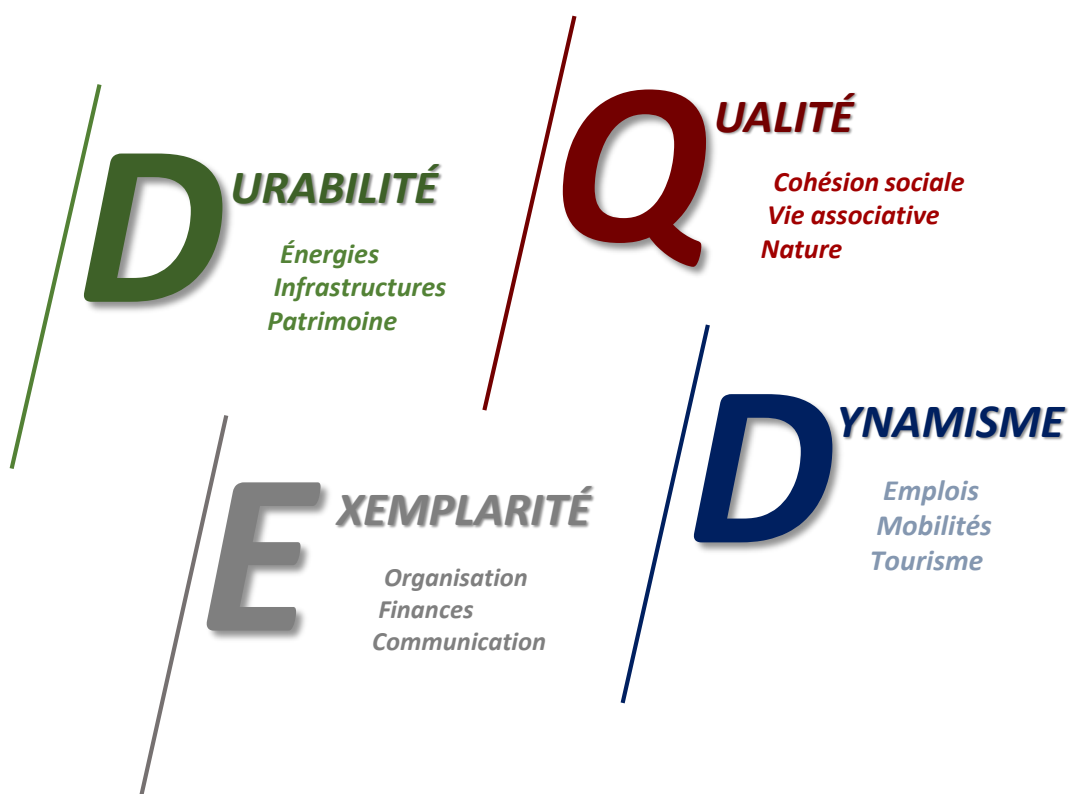 DURABILITÉ
Énergies
Infrastructures
Patrimoine
QUALITÉ
Cohésion sociale
Vie associative
Nature
EXEMPLARITÉ
Organisation
Finances
Communication
DYNAMISME
Emplois
Mobilités
Tourisme